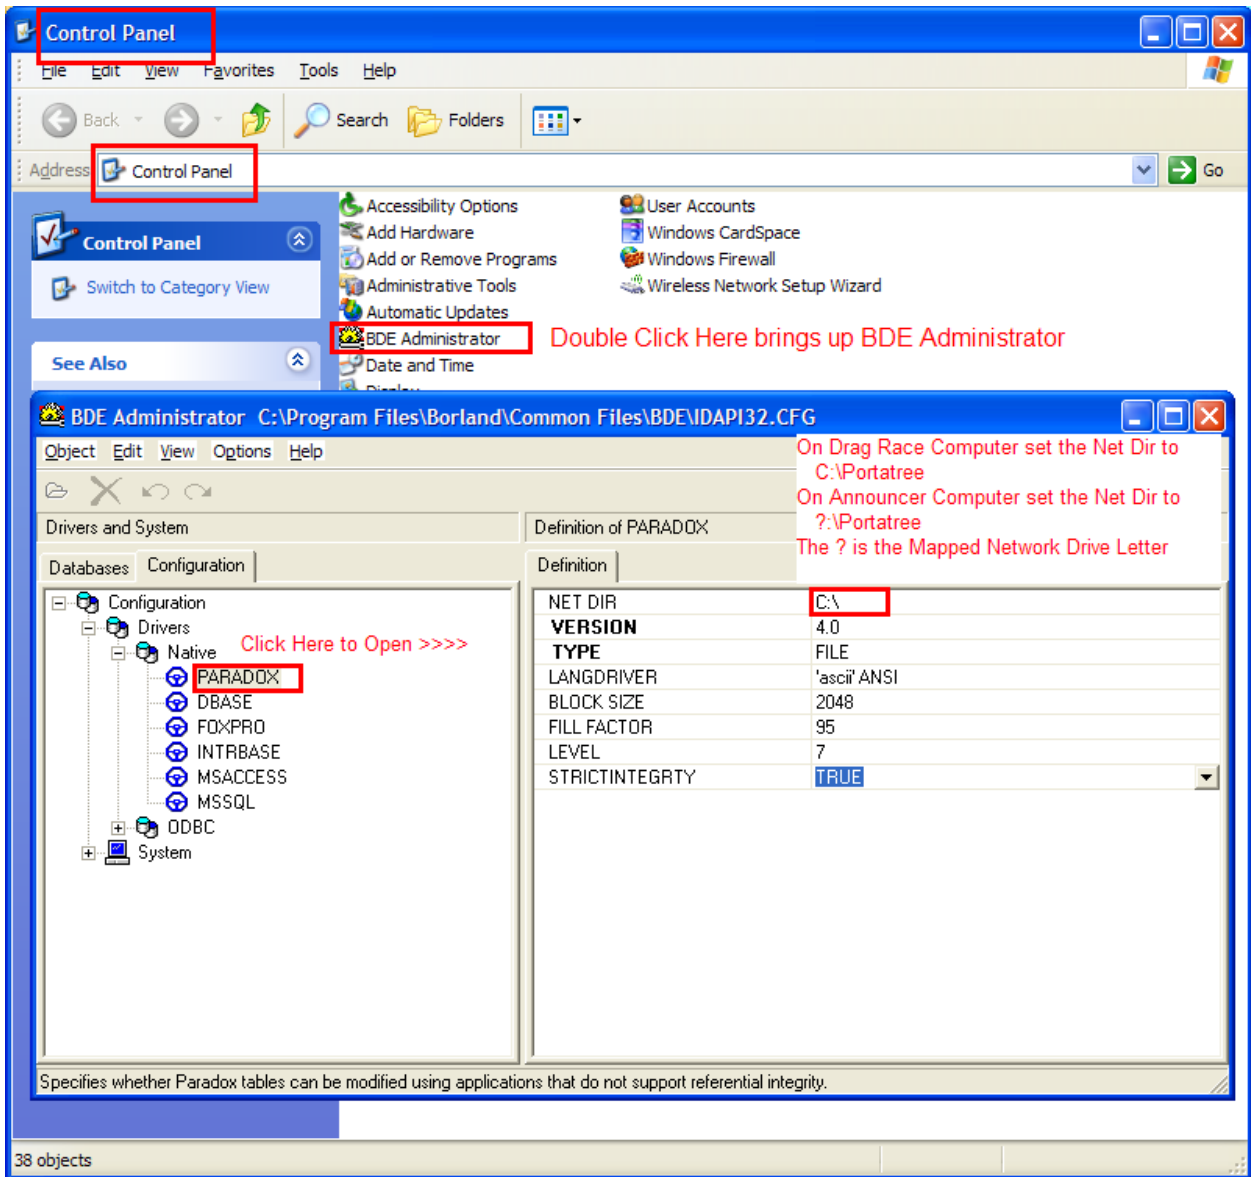 Control Panel
File Edit View Favorites Tools Help
Back Search Folders
Address Control Panel Go
Control Panel
Switch to Category View
See Also
Accessibility Options
Add Hardware
Add or Remove Programs
Administrative Tools
Automatic Updates
BDE Administrator
Date and Time
Display
User Accounts
Windows CardSpace
Windows Firewall
Wireless Network Setup Wizard
Double Click Here brings up BDE Administrator
BDE Administrator C:\Program Files\Borland\Common Files\BDE\IDAPI32.CFG
Object Edit View Options Help
On Drag Race Computer set the Net Dir to
C:\Portatree
On Announcer Computer set the Net Dir to
?:\Portatree
The ? is the Mapped Network Drive Letter
Drivers and System
Definition of PARADOX
Databases Configuration
Definition
Configuration
Drivers
Native
Click Here to Open >>>>
PARADOX
DBASE
FOXPRO
INTRBASE
MSACCESS
MSSQL
ODBC
System
NET DIR C:\
VERSION 4.0
TYPE FILE
LANGDRIVER 'ascii' ANSI
BLOCK SIZE 2048
FILL FACTOR 95
LEVEL 7
STRICTINTEGRTY TRUE
Specifies whether Paradox tables can be modified using applications that do not support referential integrity.
38 objects